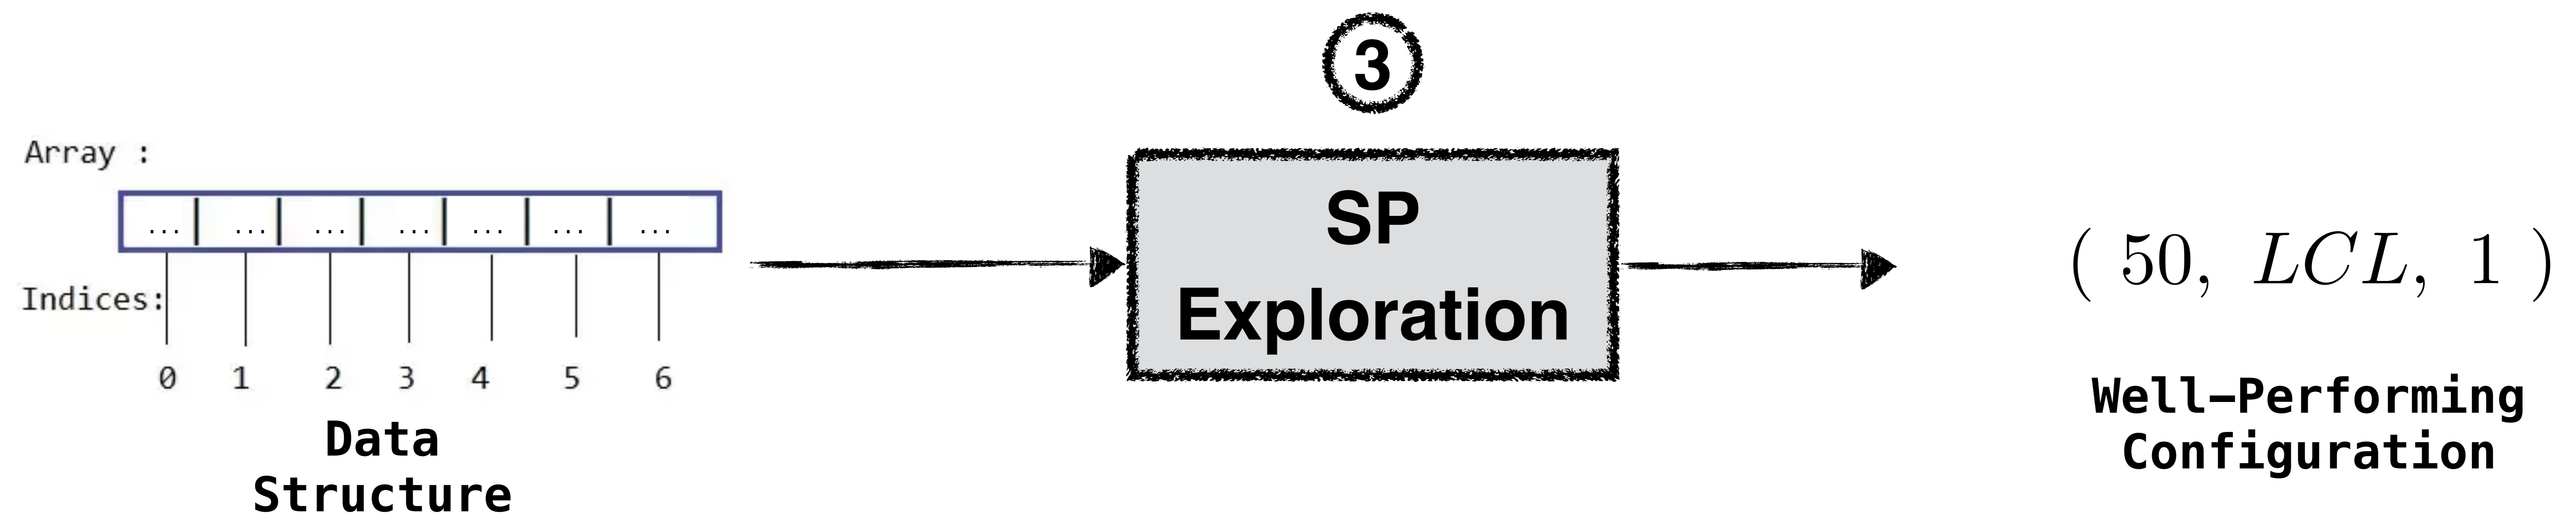 Array :
... ... ... ... ... ... ...
Indices:
0 1 2 3 4 5 6
Data
Structure
3
SP
Exploration
( 50, LCL, 1 )
Well-Performing
Configuration